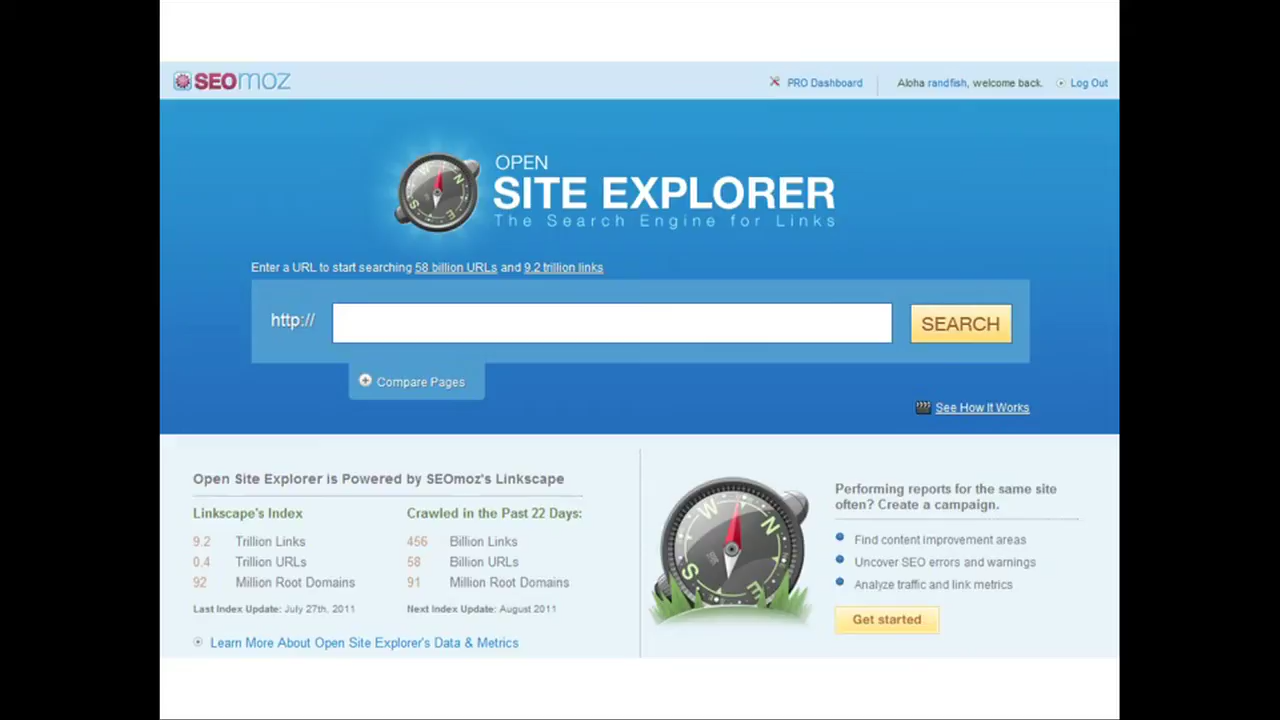 SEOmoz
PRO Dashboard
Aloha randfish, welcome back.
Log Out
OPEN
SITE EXPLORER
The Search Engine for Links
Enter a URL to start searching 58 billion URLs and 9.2 trillion links
http://
SEARCH
Compare Pages
See How It Works
Open Site Explorer is Powered by SEOmoz's Linkscape
Linkscape's Index
9.2 Trillion Links
0.4 Trillion URLs
92 Million Root Domains
Last Index Update: July 27th, 2011
Crawled in the Past 22 Days:
456 Billion Links
58 Billion URLs
91 Million Root Domains
Next Index Update: August 2011
Learn More About Open Site Explorer's Data & Metrics
W
N
S
E
Performing reports for the same site
often? Create a campaign.
Find content improvement areas
Uncover SEO errors and warnings
Analyze traffic and link metrics
Get started